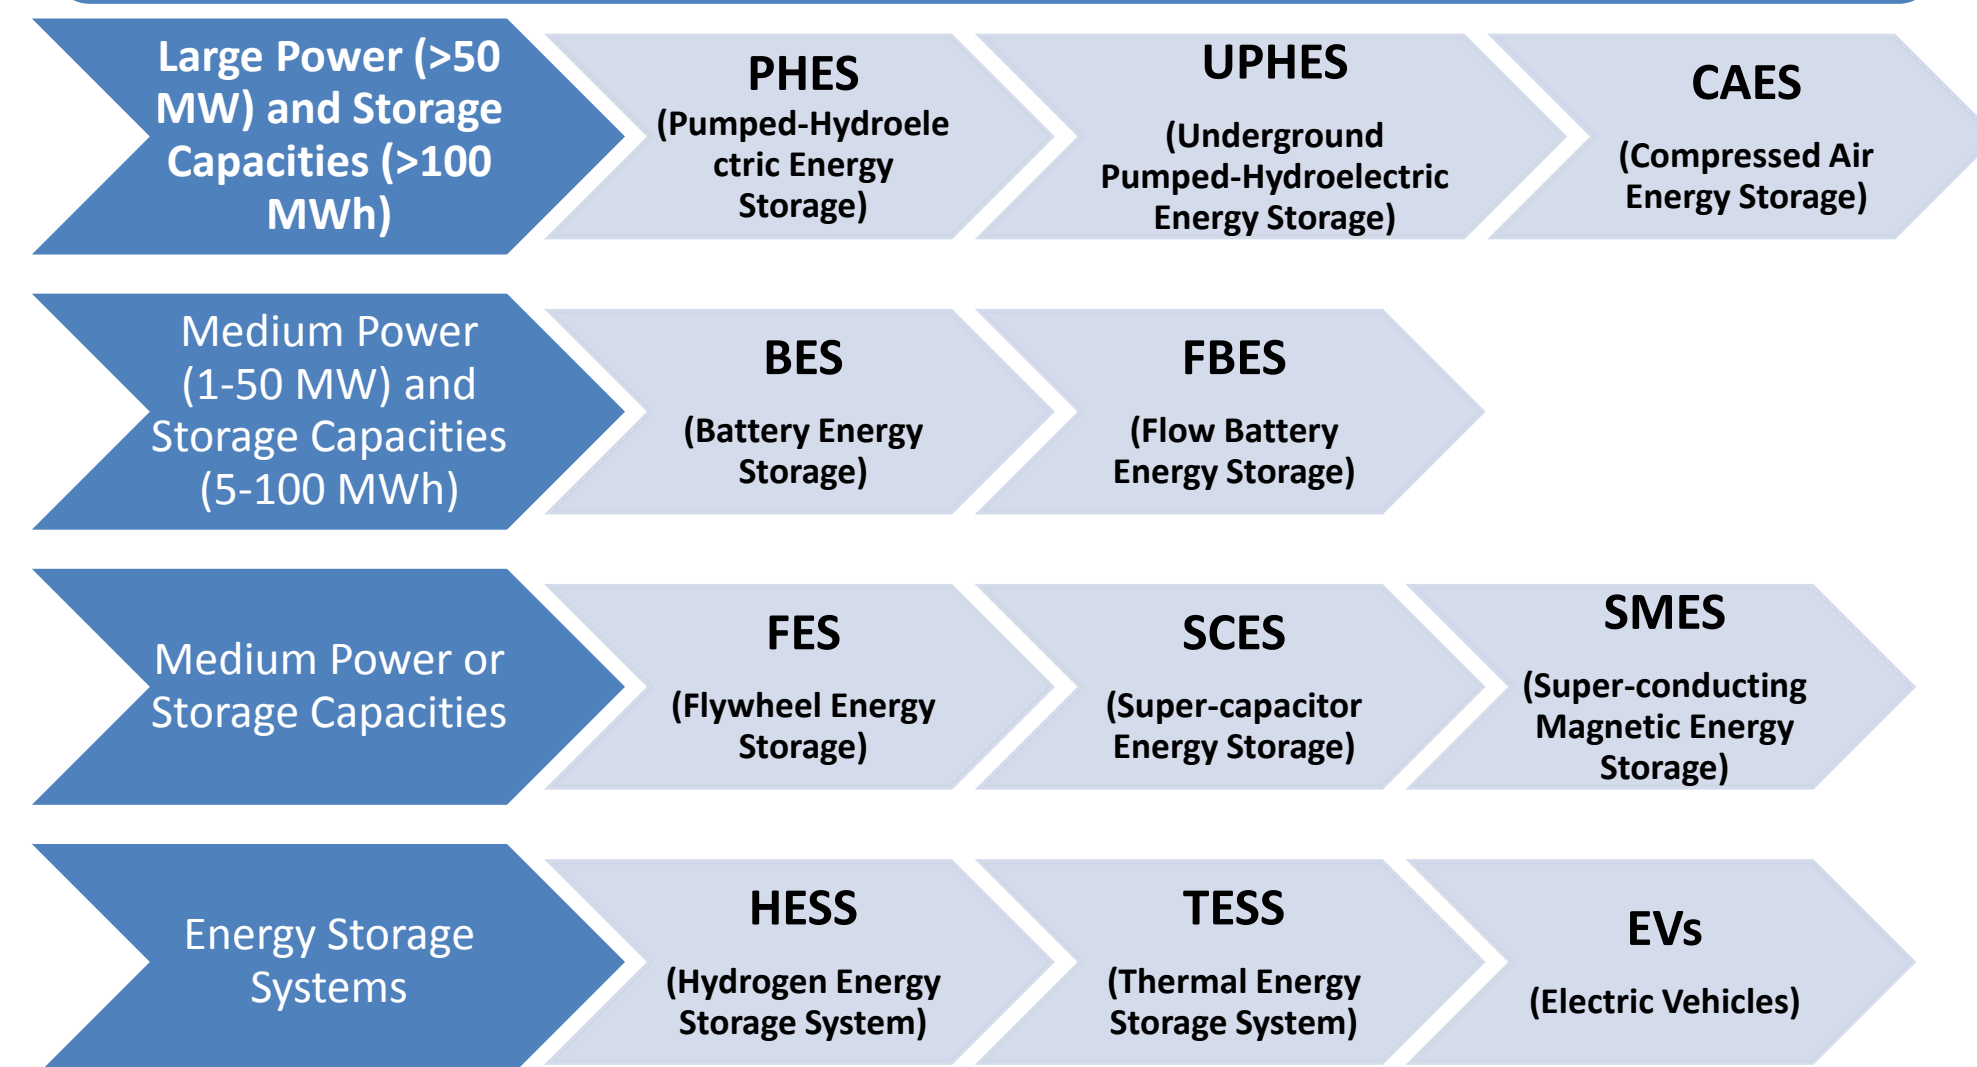 Large Power (>50
MW) and Storage
Capacities (>100
MWh)
PHES
(Pumped-Hydroele
ctric Energy
Storage)
UPHES
(Underground
Pumped-Hydroelectric
Energy Storage)
CAES
(Compressed Air
Energy Storage)
Medium Power
(1-50 MW) and
Storage Capacities
(5-100 MWh)
BES
(Battery Energy
Storage)
FBES
(Flow Battery
Energy Storage)
Medium Power or
Storage Capacities
FES
(Flywheel Energy
Storage)
SCES
(Super-capacitor
Energy Storage)
SMES
(Super-conducting
Magnetic Energy
Storage)
Energy Storage
Systems
HESS
(Hydrogen Energy
Storage System)
TESS
(Thermal Energy
Storage System)
EVs
(Electric Vehicles)